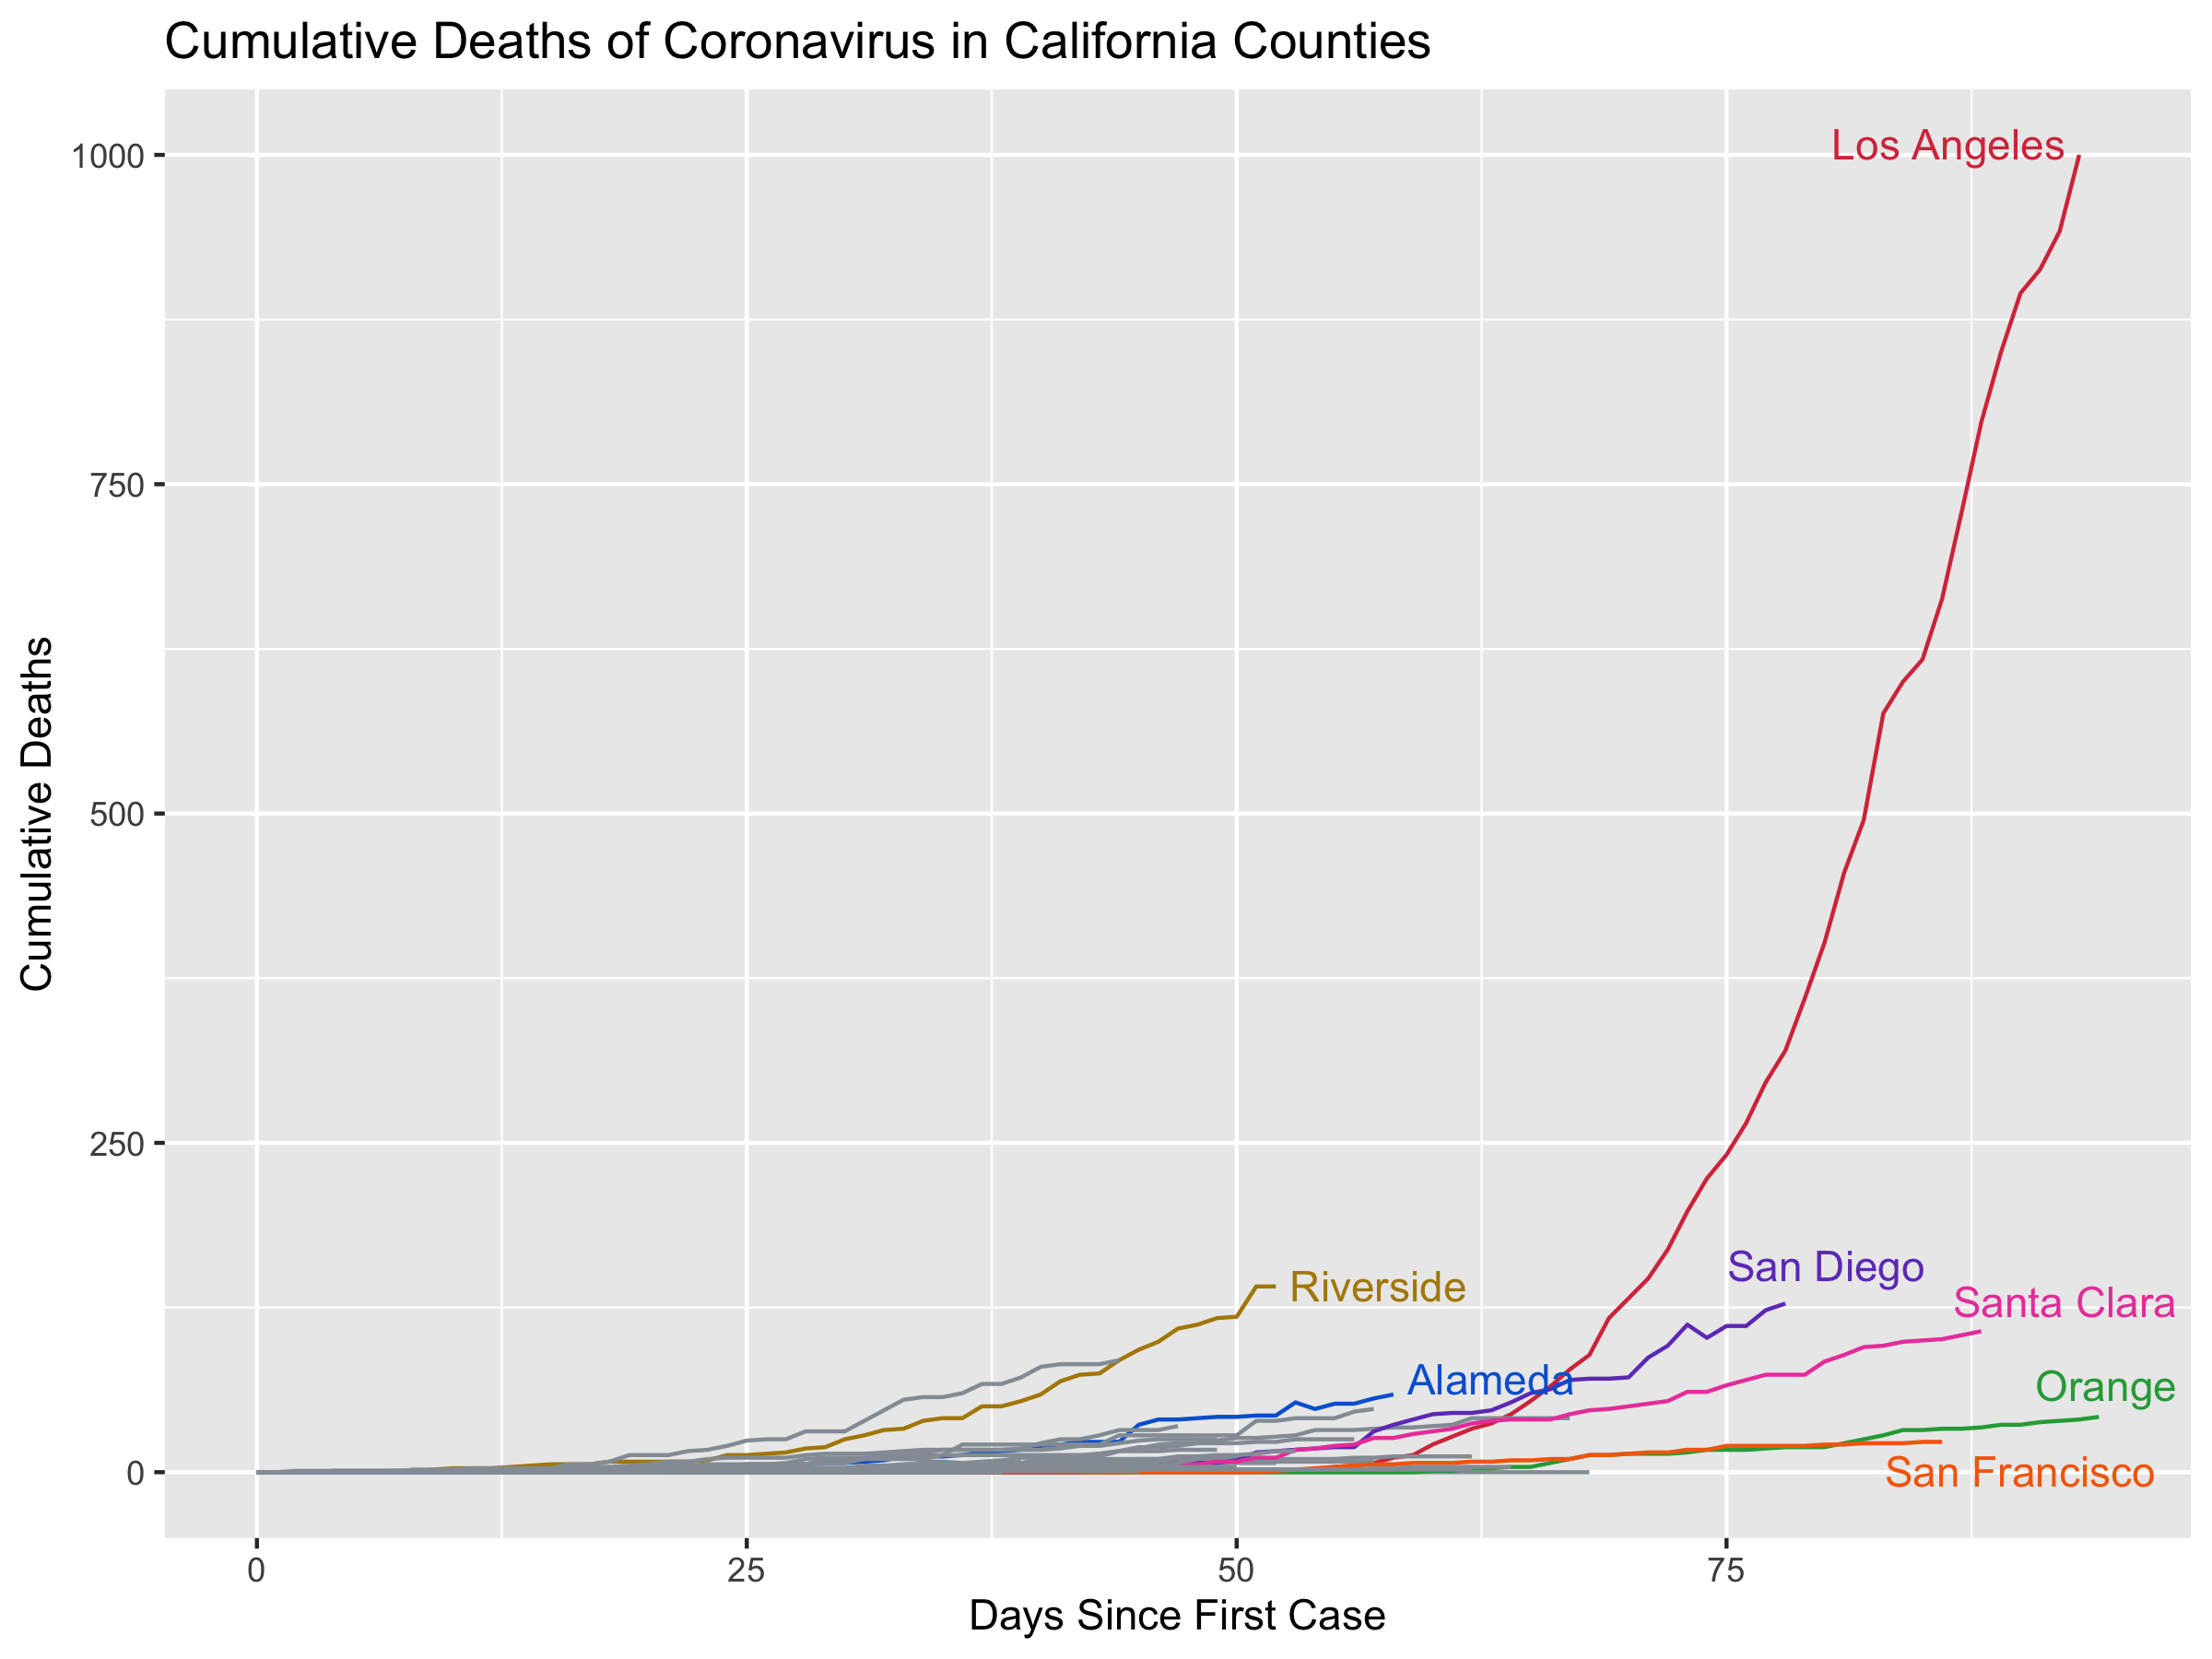 Cumulative Deaths of Coronavirus in California Counties
Cumulative Deaths
1000
750
500
250
0
Los Angeles
San Diego
Riverside
Santa Clara
Alameda
Orange
San Francisco
0 25 50 75
Days Since First Case